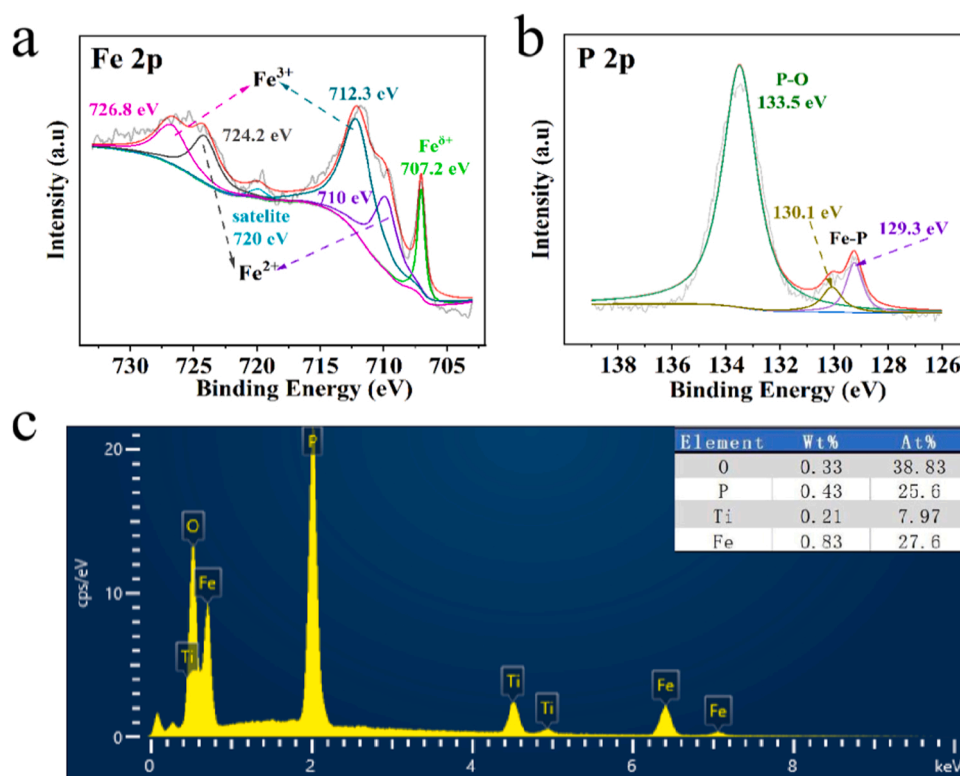 a
Fe 2p
Fe3+
726.8 eV
712.3 eV
724.2 eV
Feδ+
707.2 eV
710 eV
satelite
720 eV
Fe2+
Intensity (a.u)
730 725 720 715 710 705
Binding Energy (eV)
b
P 2p
P-O
133.5 eV
130.1 eV
Fe-P
129.3 eV
Intensity (a.u)
138 136 134 132 130 128 126
Binding Energy (eV)
c
Element Wt% At%
O 0.33 38.83
P 0.43 25.6
Ti 0.21 7.97
Fe 0.83 27.6
cps/eV
20
10
0
P
O
Fe
Ti
Ti
Ti
Fe
Fe
0 2 4 6 8 keV